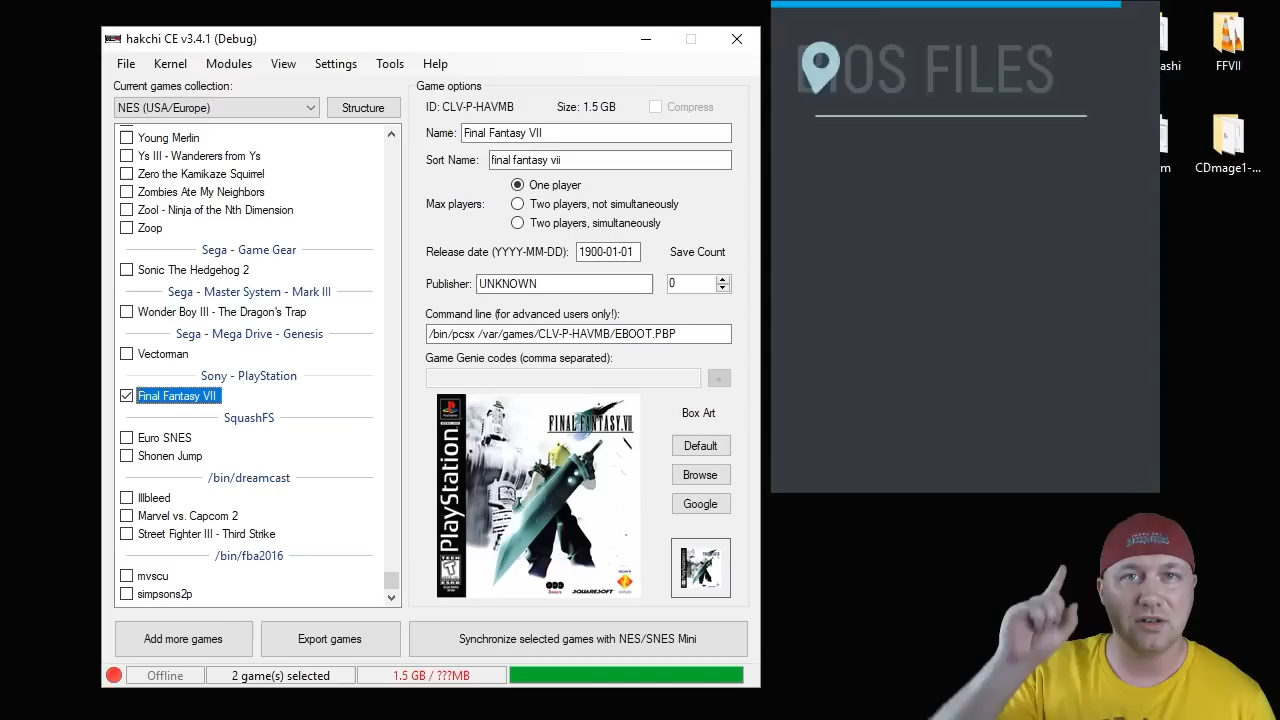 hakchi CE v3.4.1 (Debug)
File Kernel Modules View Settings Tools Help
Current games collection:
NES (USA/Europe) Structure
Young Merlin
Ys III - Wanderers from Ys
Zero the Kamikaze Squirrel
Zombies Ate My Neighbors
Zool - Ninja of the Nth Dimension
Zoop
Sega - Game Gear
Sonic The Hedgehog 2
Sega - Master System - Mark III
Wonder Boy III - The Dragon's Trap
Sega - Mega Drive - Genesis
Vectorman
Sony - PlayStation
Final Fantasy VII
SquashFS
Euro SNES
Shonen Jump
/bin/dreamcast
Illbleed
Marvel vs. Capcom 2
Street Fighter III - Third Strike
/bin/fba2016
mvscu
simpsons2p
Add more games Export games
Game options
ID: CLV-P-HAVMB Size: 1.5 GB Compress
Name: Final Fantasy VII
Sort Name: final fantasy vii
One player
Max players: Two players, not simultaneously
Two players, simultaneously
Release date (YYYY-MM-DD): 1900-01-01 Save Count
Publisher: UNKNOWN 0
Command line (for advanced users only!):
/bin/pcsx /var/games/CLV-P-HAVMB/EBOOT.PBP
Game Genie codes (comma separated):
+
PlayStation
FINAL FANTASY VII
TEEN
T
SQUARESOFT
Box Art
Default
Browse
Google
Synchronize selected games with NES/SNES Mini
Offline 2 game(s) selected 1.5 GB / ???MB
BIOS FILES
ashi FFVII
m CDmage1-...